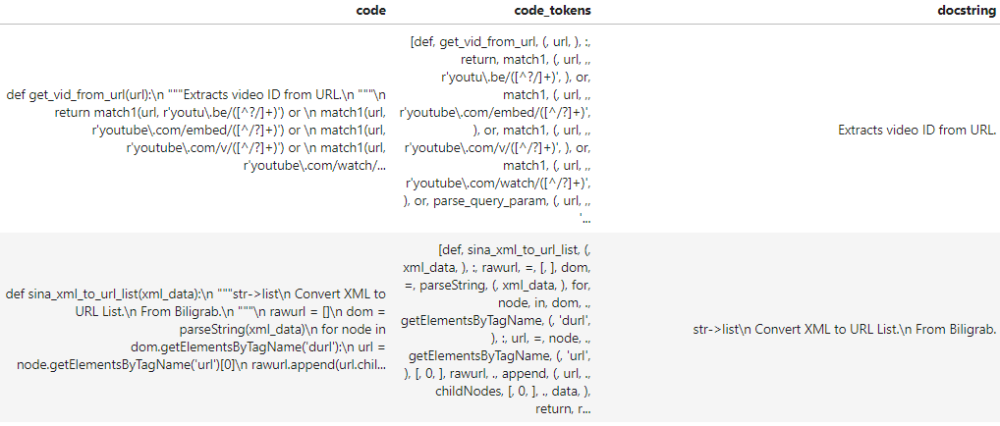 code code_tokens docstring
def get_vid_from_url(url):\n """Extracts video ID from URL.\n """\n
return match1(url, r'youtu\.be/([^?/]+)') or \n match1(url,
r'youtube\.com/embed/([^/?]+)') or \n match1(url,
r'youtube\.com/v/([^/?]+)') or \n match1(url,
r'youtube\.com/watch/...
[def, get_vid_from_url, (, url, ), :,
return, match1, (, url, ,,
r'youtu\.be/([^?/]+)', ), or,
match1, (, url, ,,
r'youtube\.com/embed/([^/?]+)',
), or, match1, (, url, ,,
r'youtube\.com/v/([^/?]+)', ), or,
match1, (, url, ,,
r'youtube\.com/watch/([^/?]+)',
), or, parse_query_param, (, url, ,,
'...
Extracts video ID from URL.
def sina_xml_to_url_list(xml_data):\n """str->list\n Convert XML to
URL List.\n From Biligrab.\n """\n rawurl = []\n dom =
parseString(xml_data)\n for node in
dom.getElementsByTagName('durl'):\n url =
node.getElementsByTagName('url')[0]\n rawurl.append(url.chil...
[def, sina_xml_to_url_list, (,
xml_data, ), :, rawurl, =, [, ], dom,
=, parseString, (, xml_data, ), for,
node, in, dom, .,
getElementsByTagName, (, 'durl',
), :, url, =, node, .,
getElementsByTagName, (, 'url',
), [, 0, ], rawurl, ., append, (, url, .,
childNodes, [, 0, ], ., data, ),
return, r...
str->list\n Convert XML to URL List.\n From Biligrab.